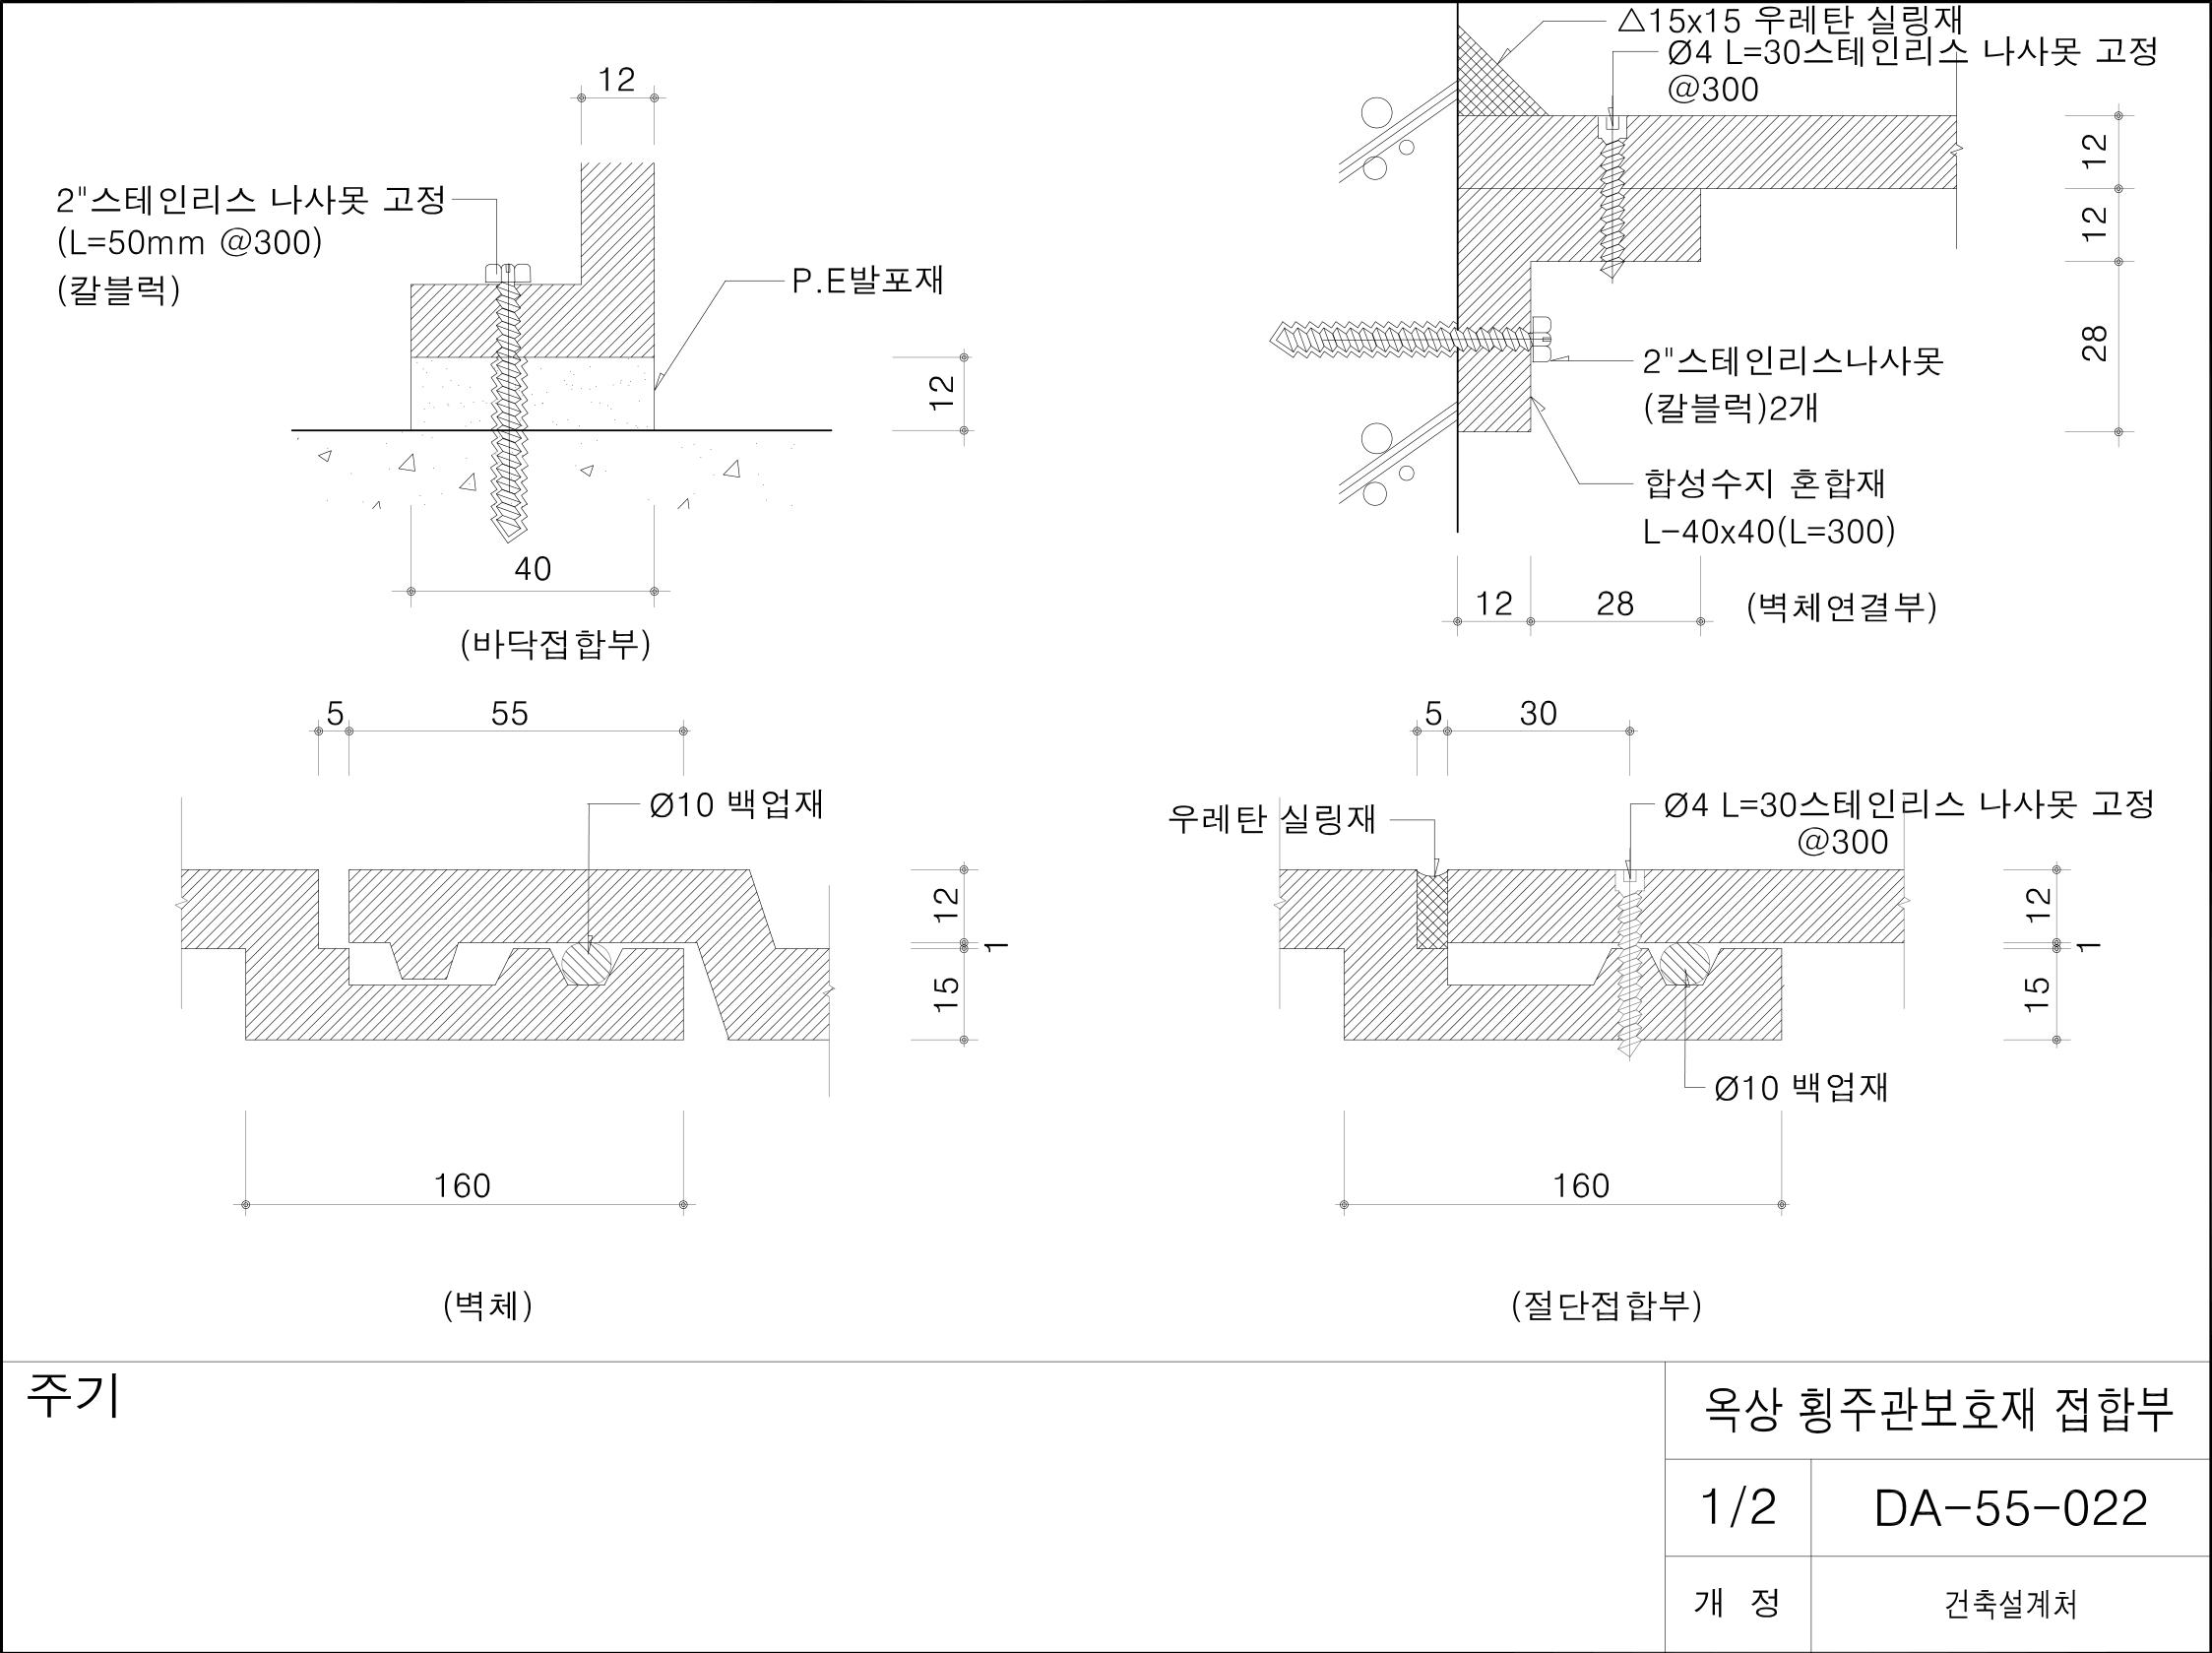 12
2"스테인리스 나사못 고정
(L=50mm @300)
(칼블럭)
P.E발포재
12
40
(바닥접합부)
△15x15 우레탄 실링재
Ø4 L=30스테인리스 나사못 고정
@300
12
12
28
2"스테인리스나사못
(칼블럭)2개
합성수지 혼합재
L-40x40(L=300)
12
28
(벽체연결부)
5
55
Ø10 백업재
12
1
15
160
(벽체)
5
30
우레탄 실링재
Ø4 L=30스테인리스 나사못 고정
@300
12
1
15
Ø10 백업재
160
(절단접합부)
주기
옥상 횡주관보호재 접합부
1/2
DA-55-022
개 정
건축설계처